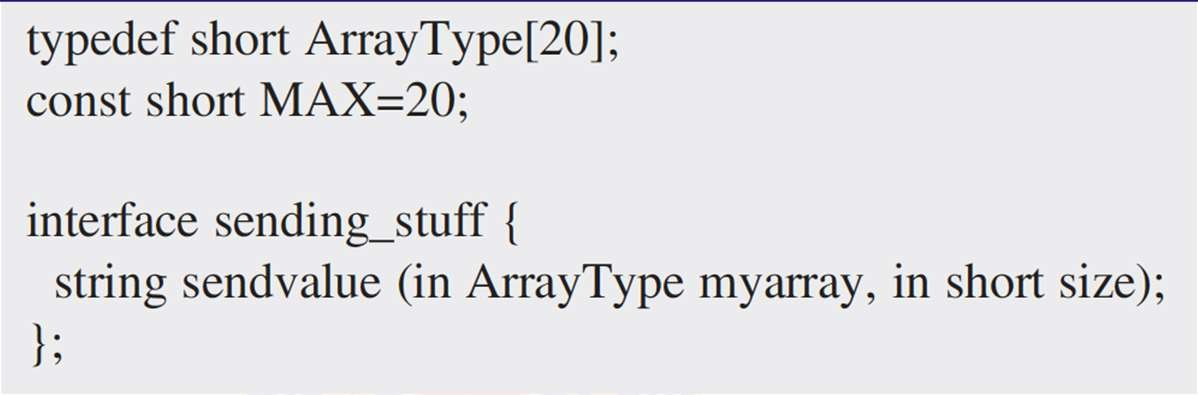 typedef short ArrayType[20];
const short MAX=20;
interface sending_stuff {
string sendvalue (in ArrayType myarray, in short size);
};